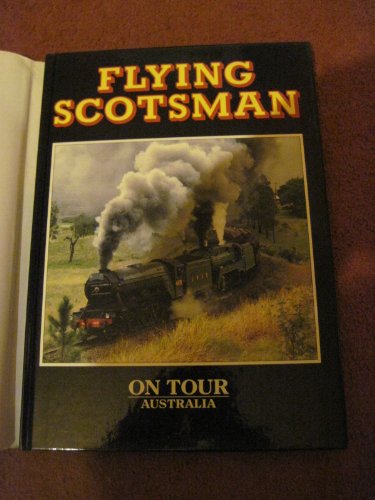 FLYING
SCOTSMAN
ON TOUR
AUSTRALIA